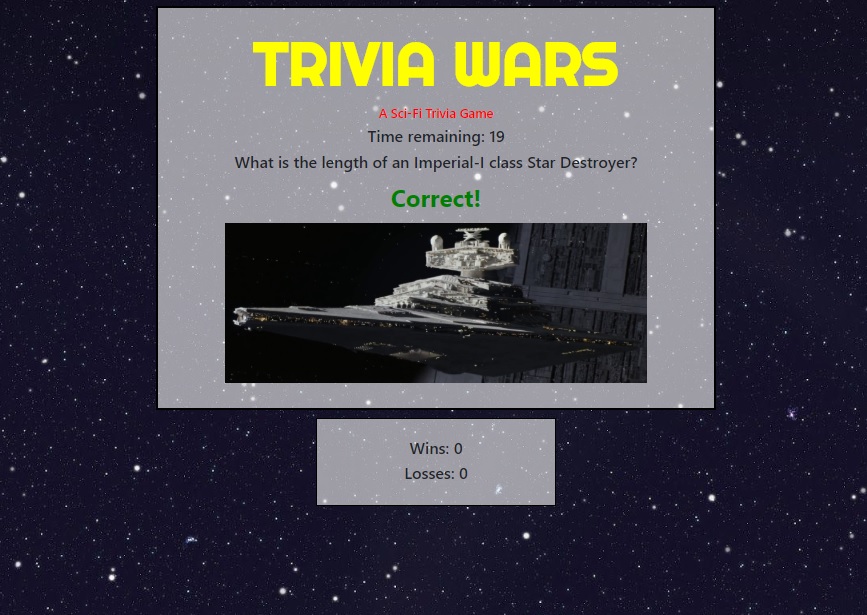 TRIVIA WARS
A Sci-Fi Trivia Game
Time remaining: 19
What is the length of an Imperial-I class Star Destroyer?
Correct!
Wins: 0
Losses: 0